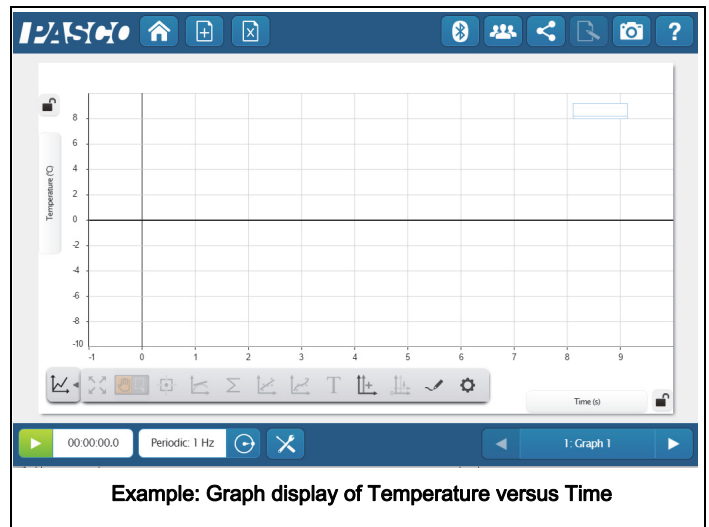 PASCO
?
8
6
4
2
0
-2
-4
-6
-8
-10
Temperature (℃)
-1 0 1 2 3 4 5 6 7 8 9
Σ T
Time (s)
00:00:00.0 Periodic: 1 Hz 1: Graph 1
Example: Graph display of Temperature versus Time